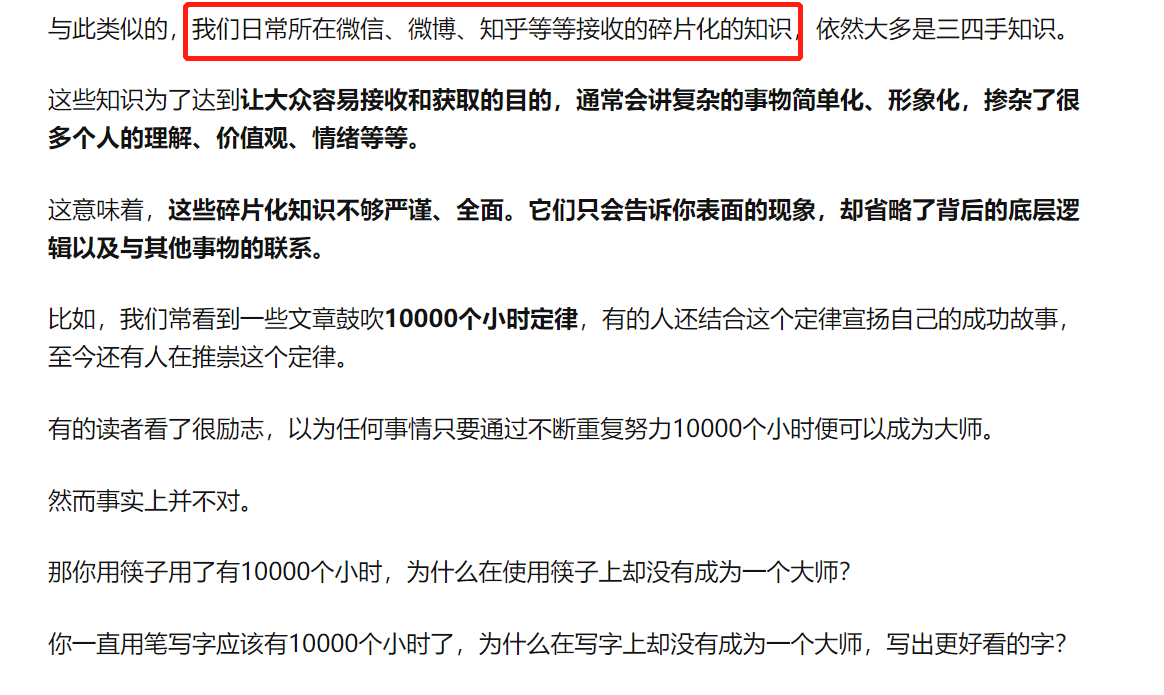 与此类似的，我们日常所在微信、微博、知乎等等接收的碎片化的知识，依然大多是三四手知识。
这些知识为了达到让大众容易接收和获取的目的，通常会讲复杂的事物简单化、形象化，掺杂了很
多个人的理解、价值观、情绪等等。
这意味着，这些碎片化知识不够严谨、全面。它们只会告诉你表面的现象，却省略了背后的底层逻
辑以及与其他事物的联系。
比如，我们常看到一些文章鼓吹10000个小时定律，有的人还结合这个定律宣扬自己的成功故事，
至今还有人在推崇这个定律。
有的读者看了很励志，以为任何事情只要通过不断重复努力10000个小时便可以成为大师。
然而事实上并不对。
那你用筷子用了有10000个小时，为什么在使用筷子上却没有成为一个大师？
你一直用笔写字应该有10000个小时了，为什么在写字上却没有成为一个大师，写出更好看的字？